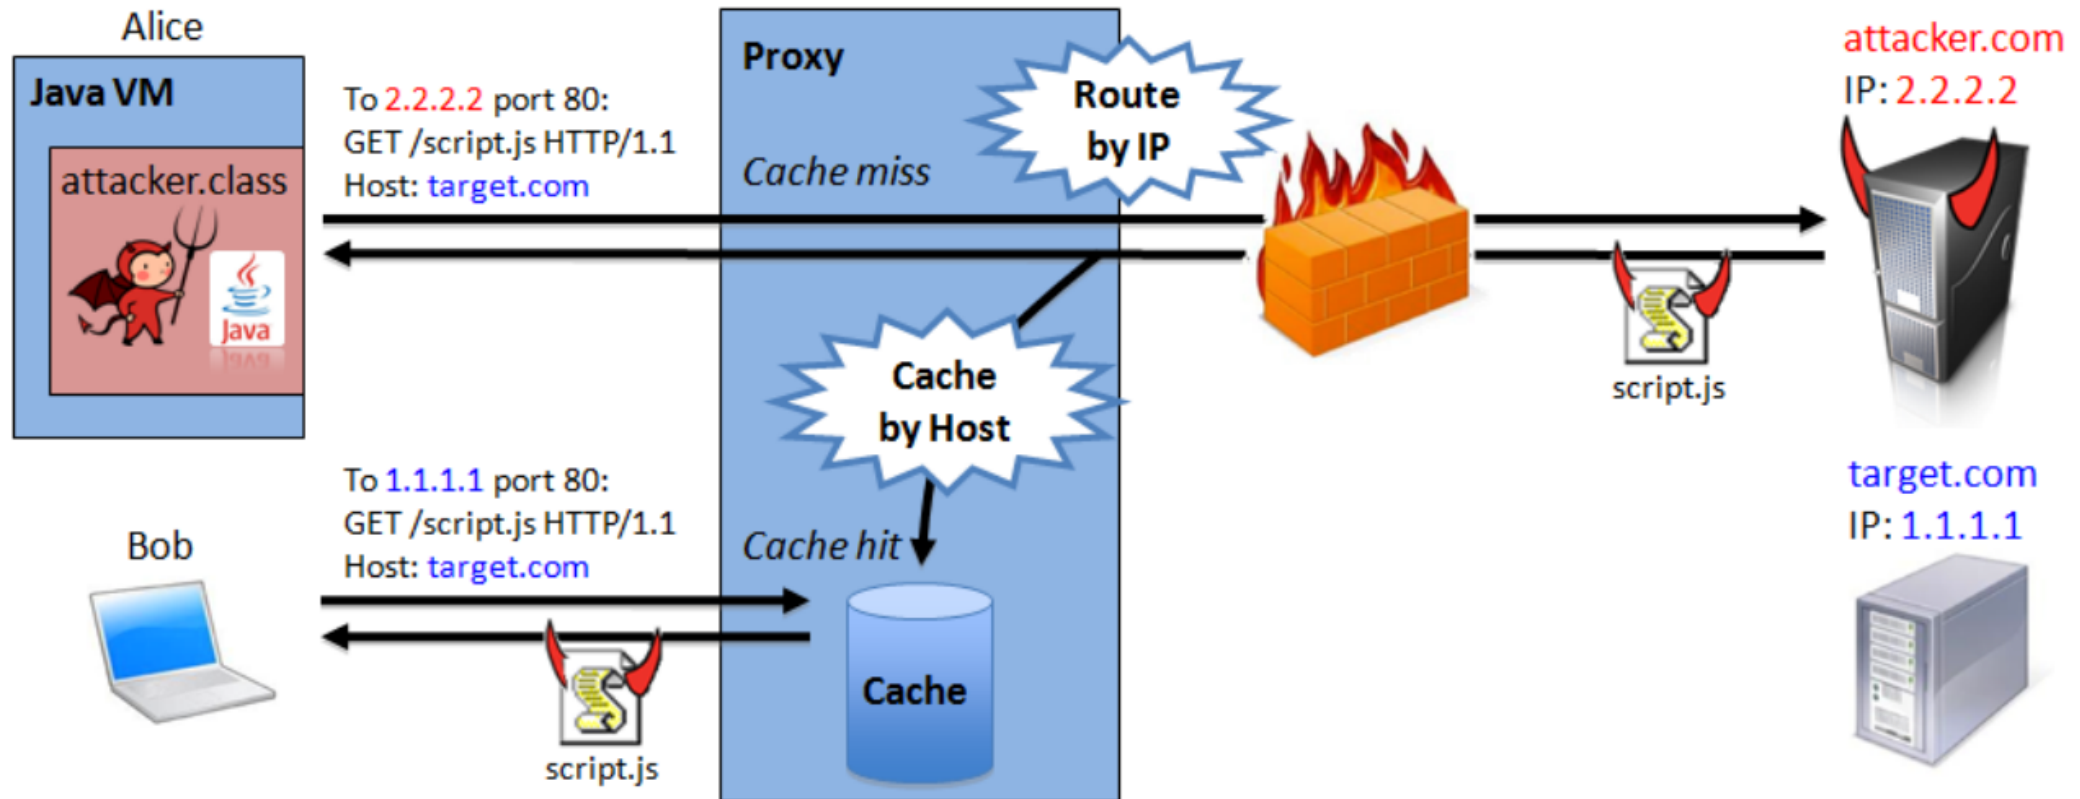 Alice
Java VM
attacker.class
Java
To 2.2.2.2 port 80:
GET /script.js HTTP/1.1
Host: target.com
Proxy
Cache miss
Route
by IP
attacker.com
IP: 2.2.2.2
script.js
Cache
by Host
Bob
To 1.1.1.1 port 80:
GET /script.js HTTP/1.1
Host: target.com
Cache hit
Cache
script.js
target.com
IP: 1.1.1.1